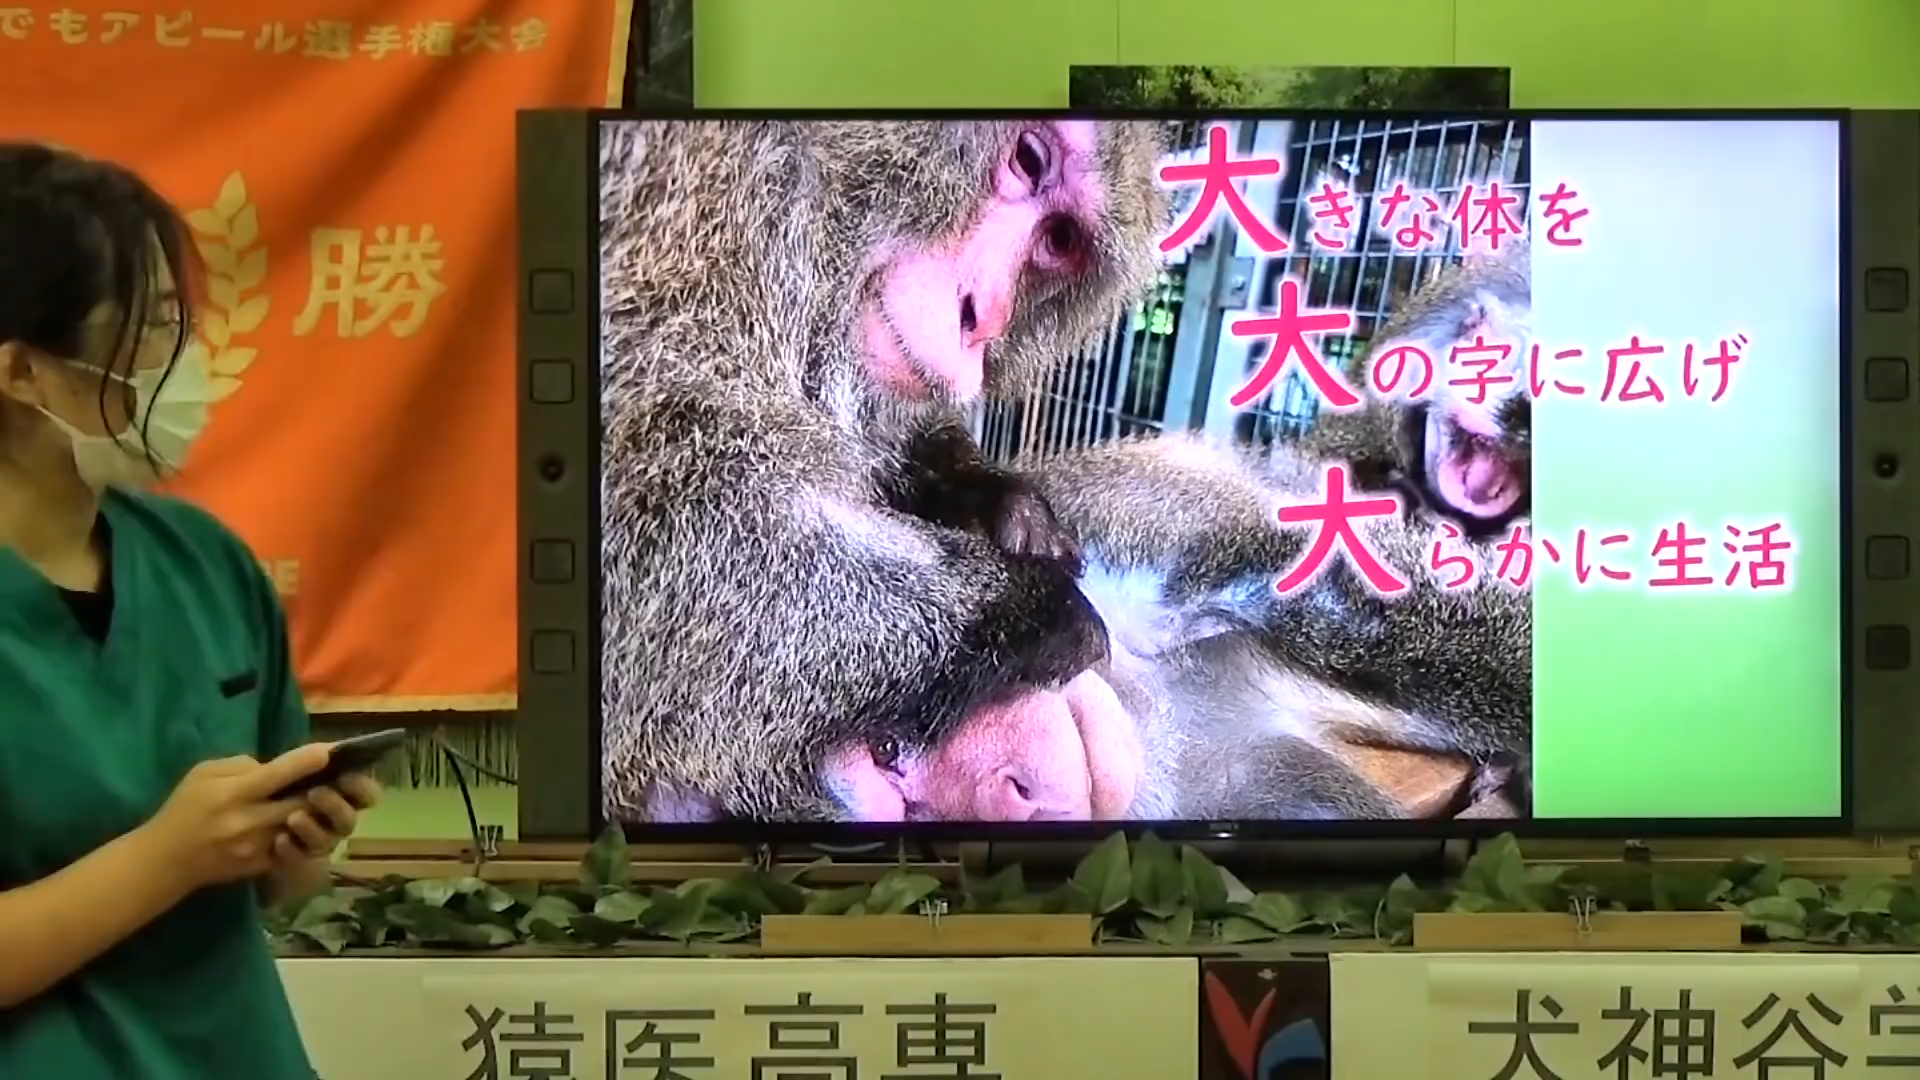 でもアピール選手権大会
勝
大きな体を
大の字に広げ
大らかに生活
猿医高専
犬神谷学